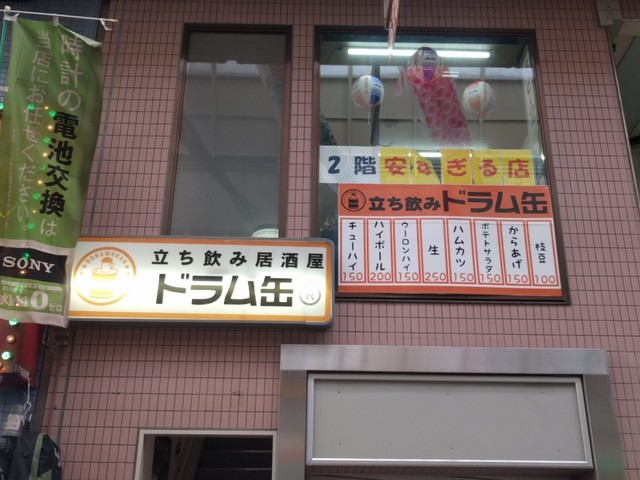 時計の電池交換は
当店にお任せください。
SONY
0ゼロ
2階安すぎる店
立ち飲みドラム缶
チューハイ 150
ハイボール 200
ウーロンハイ 150
生 250
ハムカツ 150
ポテトサラダ 150
からあげ 150
枝豆 100
立ち飲み居酒屋
ドラム缶®